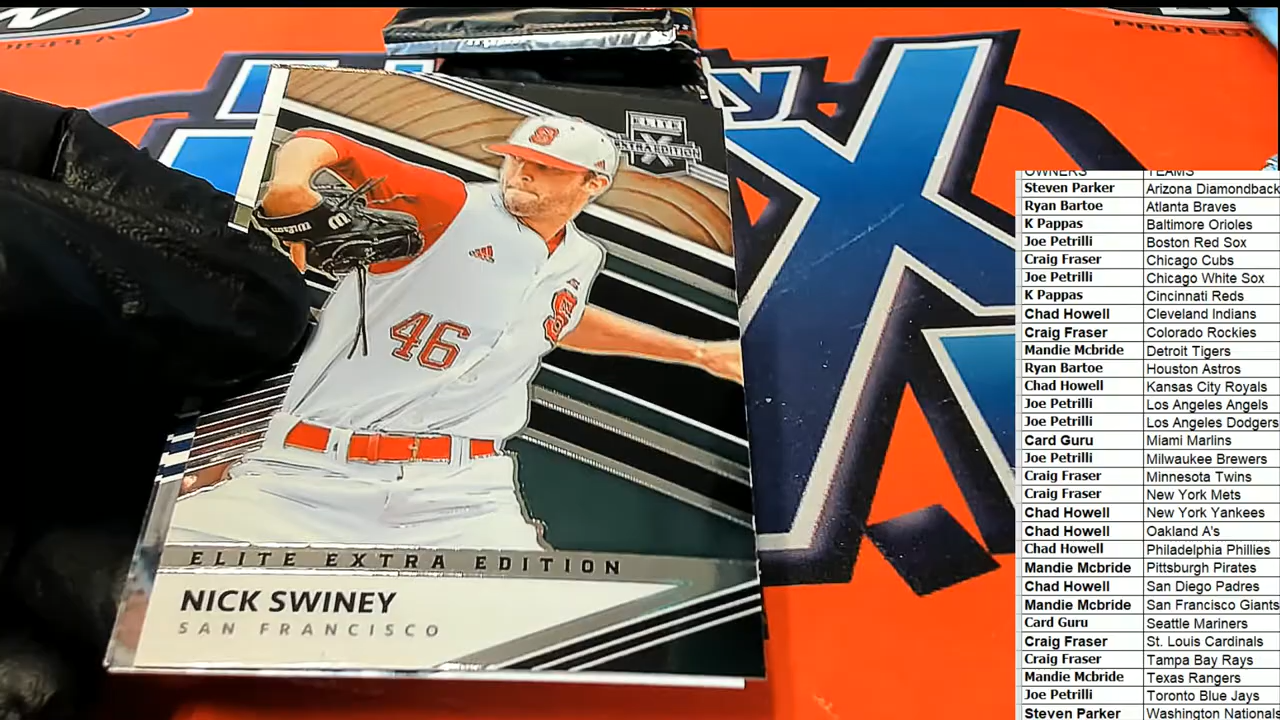 DISPLAY
PROTECT
ELITE
EXTRA EDITION
46
ELITE EXTRA EDITION
NICK SWINEY
SAN FRANCISCO
OWNERS TEAMS
Steven Parker Arizona Diamondback
Ryan Bartoe Atlanta Braves
K Pappas Baltimore Orioles
Joe Petrilli Boston Red Sox
Craig Fraser Chicago Cubs
Joe Petrilli Chicago White Sox
K Pappas Cincinnati Reds
Chad Howell Cleveland Indians
Craig Fraser Colorado Rockies
Mandie Mcbride Detroit Tigers
Ryan Bartoe Houston Astros
Chad Howell Kansas City Royals
Joe Petrilli Los Angeles Angels
Joe Petrilli Los Angeles Dodgers
Card Guru Miami Marlins
Joe Petrilli Milwaukee Brewers
Craig Fraser Minnesota Twins
Craig Fraser New York Mets
Chad Howell New York Yankees
Chad Howell Oakland A's
Chad Howell Philadelphia Phillies
Mandie Mcbride Pittsburgh Pirates
Chad Howell San Diego Padres
Mandie Mcbride San Francisco Giants
Card Guru Seattle Mariners
Craig Fraser St. Louis Cardinals
Craig Fraser Tampa Bay Rays
Mandie Mcbride Texas Rangers
Joe Petrilli Toronto Blue Jays
Steven Parker Washington Nationals